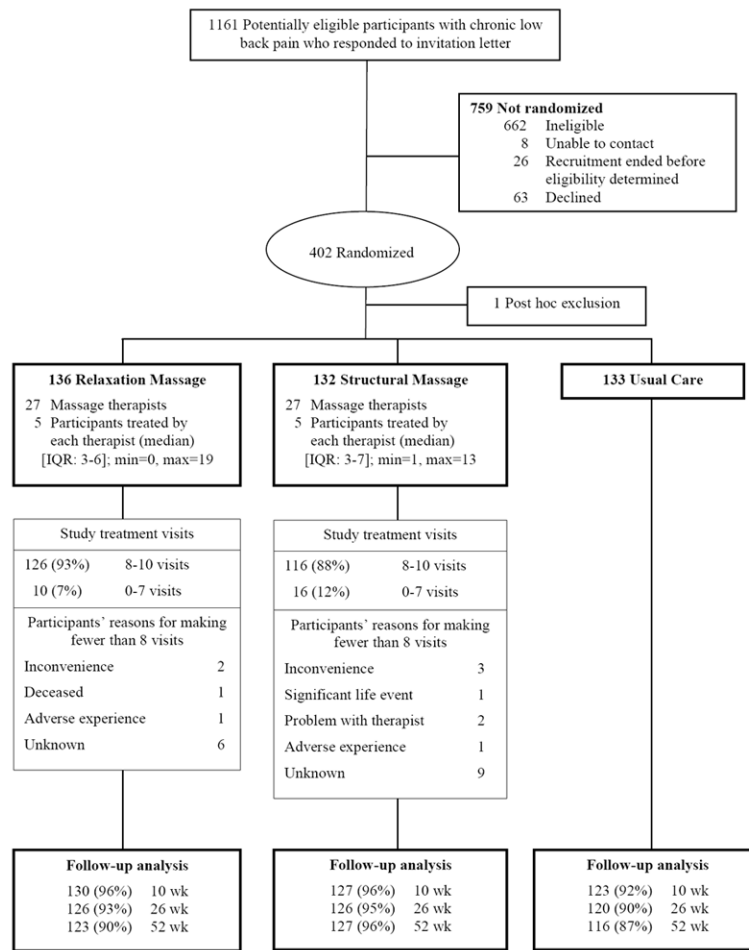 1161 Potentially eligible participants with chronic low
back pain who responded to invitation letter
759 Not randomized
662 Ineligible
8 Unable to contact
26 Recruitment ended before
eligibility determined
63 Declined
402 Randomized
1 Post hoc exclusion
136 Relaxation Massage
27 Massage therapists
5 Participants treated by
each therapist (median)
[IQR: 3-6]; min=0, max=19
132 Structural Massage
27 Massage therapists
5 Participants treated by
each therapist (median)
[IQR: 3-7]; min=1, max=13
133 Usual Care
Study treatment visits
126 (93%) 8-10 visits
10 (7%) 0-7 visits
Participants' reasons for making
fewer than 8 visits
Inconvenience 2
Deceased 1
Adverse experience 1
Unknown 6
Study treatment visits
116 (88%) 8-10 visits
16 (12%) 0-7 visits
Participants' reasons for making
fewer than 8 visits
Inconvenience 3
Significant life event 1
Problem with therapist 2
Adverse experience 1
Unknown 9
Follow-up analysis
130 (96%) 10 wk
126 (93%) 26 wk
123 (90%) 52 wk
Follow-up analysis
127 (96%) 10 wk
126 (95%) 26 wk
127 (96%) 52 wk
Follow-up analysis
123 (92%) 10 wk
120 (90%) 26 wk
116 (87%) 52 wk